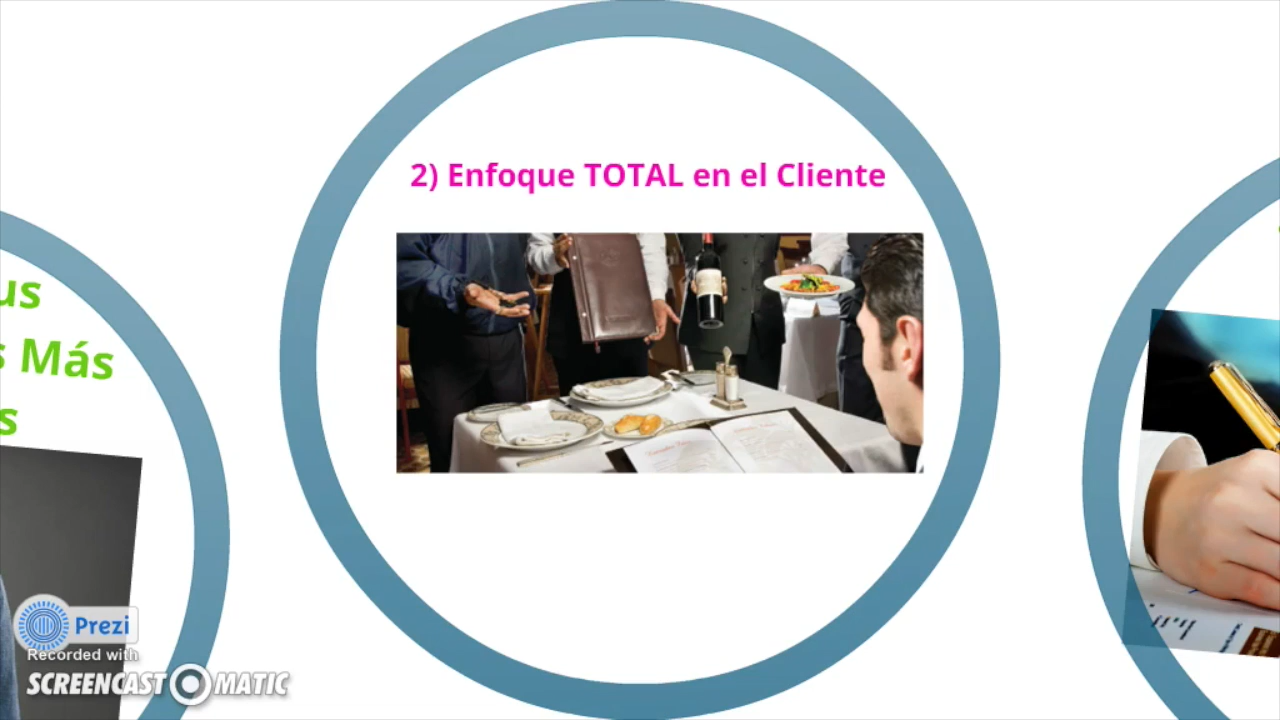 2) Enfoque TOTAL en el Cliente
us
s Más
s
Prezi
Recorded with
SCREENCAST MATIC